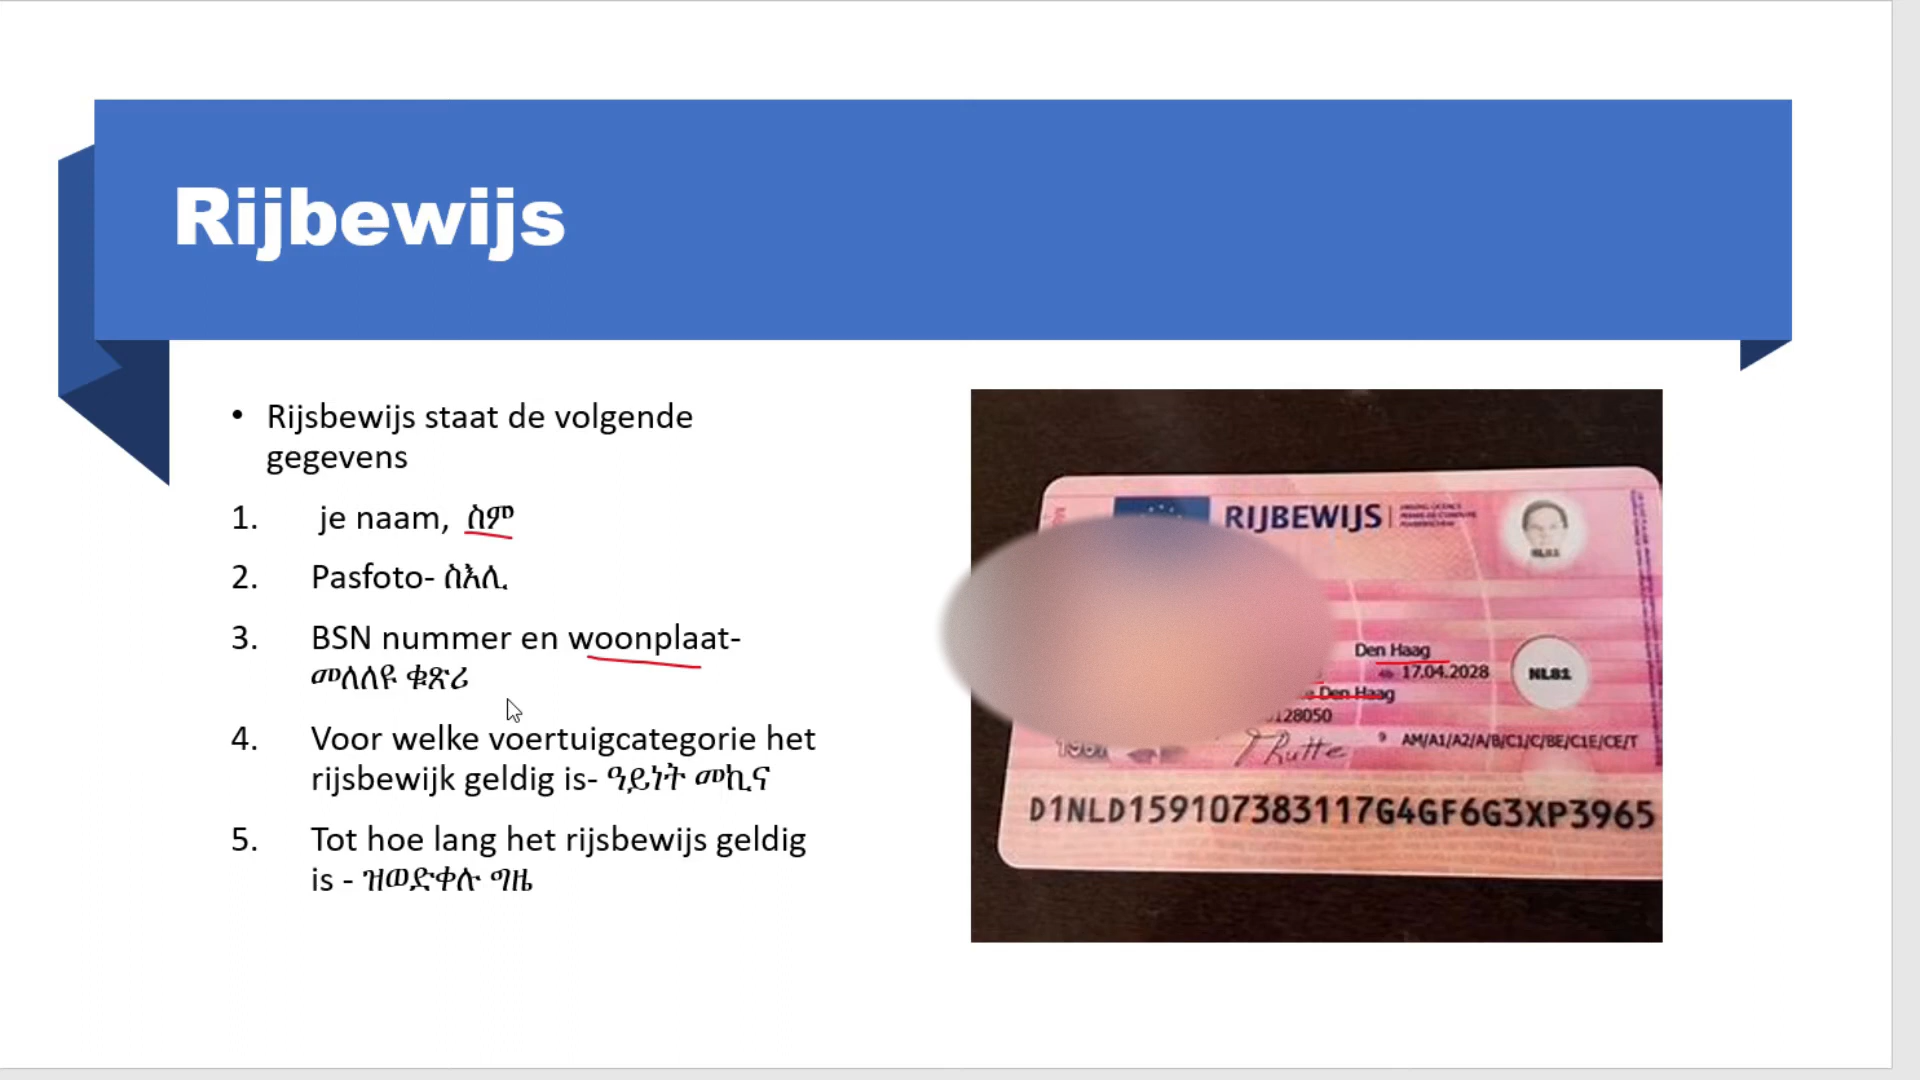 Rijbewijs
• Rijsbewijs staat de volgende
gegevens
1. je naam, ስም
2. Pasfoto- ስእሊ
3. BSN nummer en woonplaat-
መለለዩ ቁጽሪ
4. Voor welke voertuigcategorie het
rijsbewijk geldig is- ዓይነት መኪና
5. Tot hoe lang het rijsbewijs geldig
is - ዝወድቀሉ ግዜ
RIJBEWIJS
NL81
Den Haag
17.04.2028
NL81
Den Haag
128050
9 AM/A1/A2/A/B/C1/C/BE/C1E/CE/T
D1NLD159107383117G4GF6G3XP3965